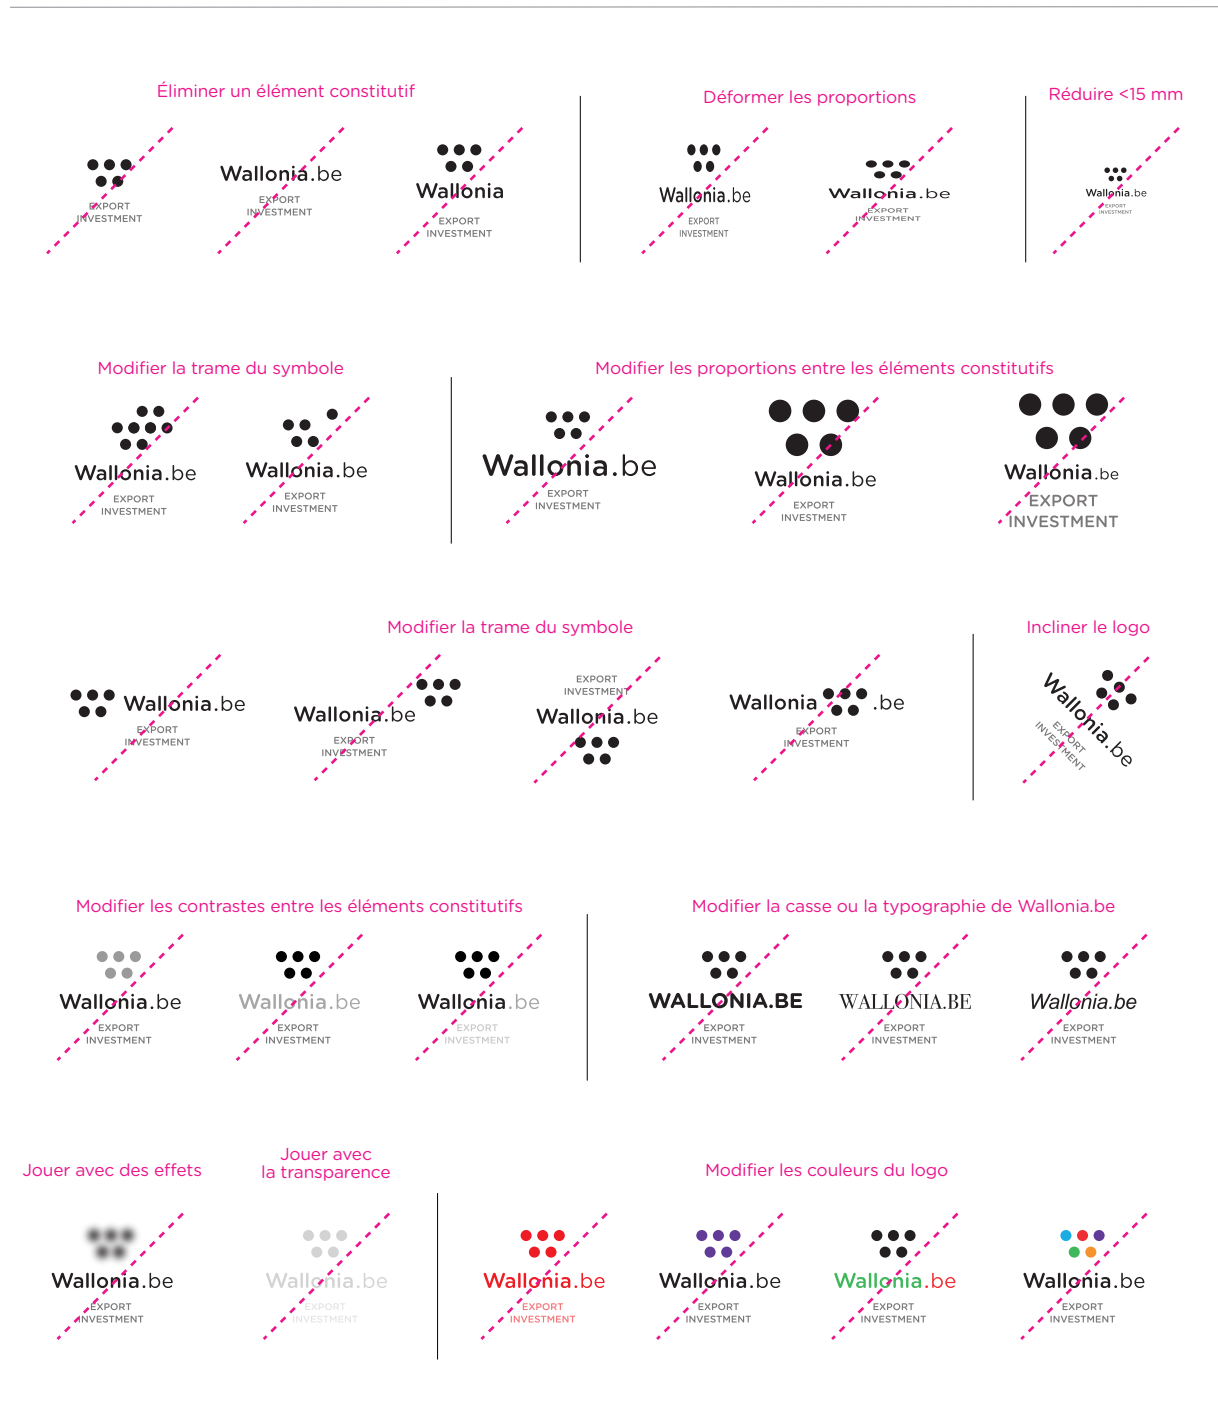 Éliminer un élément constitutif
EXPORT
INVESTMENT
Wallonia.be
EXPORT
INVESTMENT
Wallonia
EXPORT
INVESTMENT
Déformer les proportions
Wallonia.be
EXPORT
INVESTMENT
Wallonia.be
EXPORT
INVESTMENT
Réduire <15 mm
Wallonia.be
EXPORT
INVESTMENT
Modifier la trame du symbole
Wallonia.be
EXPORT
INVESTMENT
Wallonia.be
EXPORT
INVESTMENT
Modifier les proportions entre les éléments constitutifs
Wallonia.be
EXPORT
INVESTMENT
Wallonia.be
EXPORT
INVESTMENT
Wallonia.be
EXPORT
INVESTMENT
Modifier la trame du symbole
Wallonia.be
EXPORT
INVESTMENT
Wallonia.be
EXPORT
INVESTMENT
EXPORT
INVESTMENT
Wallonia.be
Wallonia .be
EXPORT
INVESTMENT
Incliner le logo
Wallonia.be
EXPORT
INVESTMENT
Modifier les contrastes entre les éléments constitutifs
Wallonia.be
EXPORT
INVESTMENT
Wallonia.be
EXPORT
INVESTMENT
Wallonia.be
EXPORT
INVESTMENT
Modifier la casse ou la typographie de Wallonia.be
WALLONIA.BE
EXPORT
INVESTMENT
WALLONIA.BE
EXPORT
INVESTMENT
Wallonia.be
EXPORT
INVESTMENT
Jouer avec des effets
Wallonia.be
EXPORT
INVESTMENT
Jouer avec
la transparence
Wallonia.be
EXPORT
INVESTMENT
Modifier les couleurs du logo
Wallonia.be
EXPORT
INVESTMENT
Wallonia.be
EXPORT
INVESTMENT
Wallonia.be
EXPORT
INVESTMENT
Wallonia.be
EXPORT
INVESTMENT